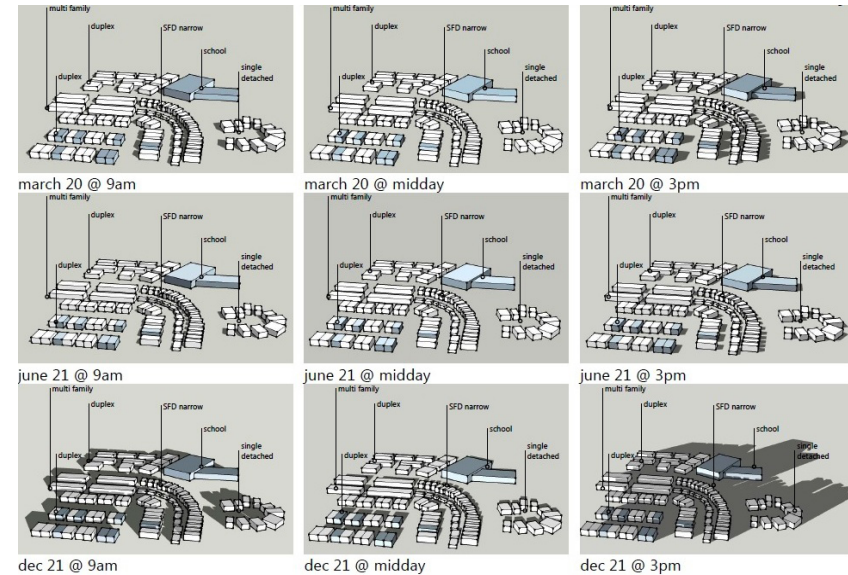 multi family
duplex
SFD narrow
school
single
detached
duplex
march 20 @ 9am
multi family
duplex
SFD narrow
school
single
detached
duplex
march 20 @ midday
multi family
duplex
SFD narrow
school
single
detached
duplex
march 20 @ 3pm
multi family
duplex
SFD narrow
school
single
detached
duplex
june 21 @ 9am
multi family
duplex
SFD narrow
school
single
detached
duplex
june 21 @ midday
multi family
duplex
SFD narrow
school
single
detached
duplex
june 21 @ 3pm
multi family
duplex
SFD narrow
school
single
detached
duplex
dec 21 @ 9am
multi family
duplex
SFD narrow
school
single
detached
duplex
dec 21 @ midday
multi family
duplex
SFD narrow
school
single
detached
duplex
dec 21 @ 3pm